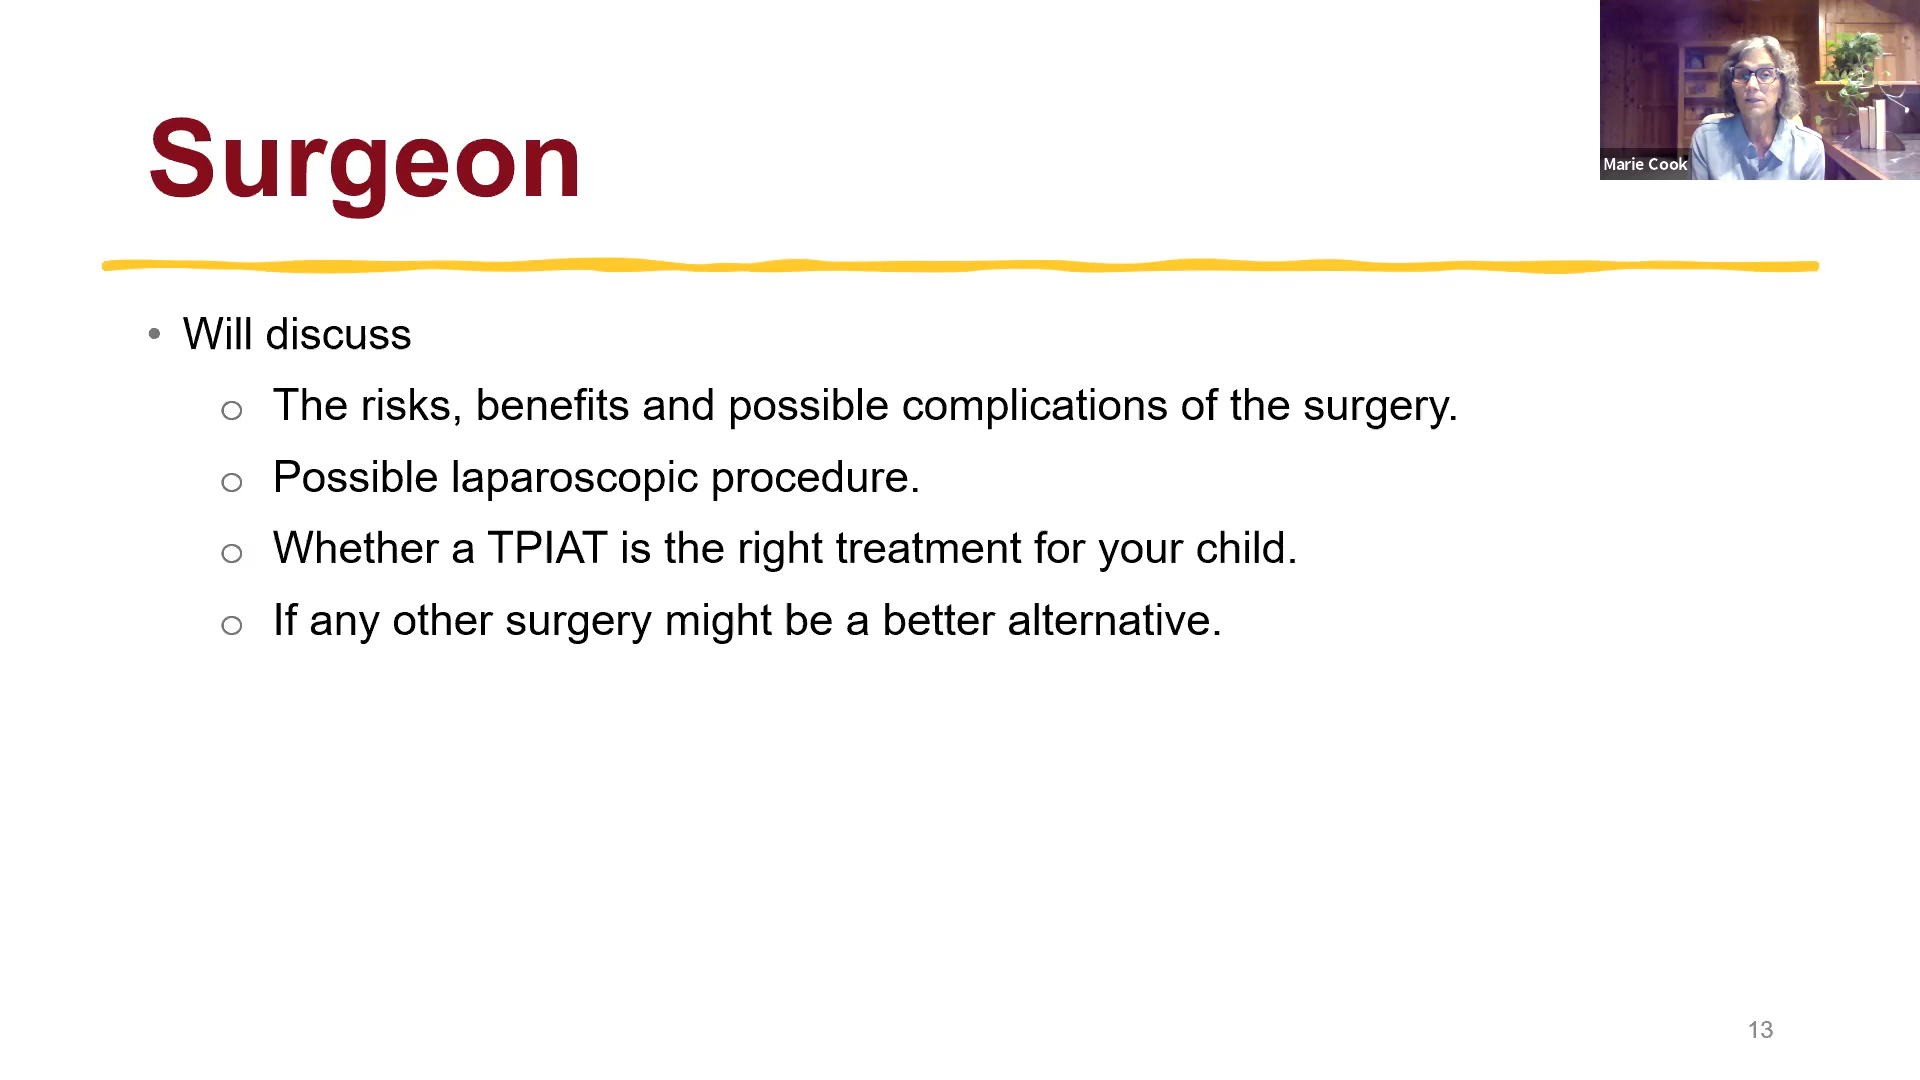 Surgeon
Marie Cook
• Will discuss
o The risks, benefits and possible complications of the surgery.
o Possible laparoscopic procedure.
o Whether a TPIAT is the right treatment for your child.
o If any other surgery might be a better alternative.
13